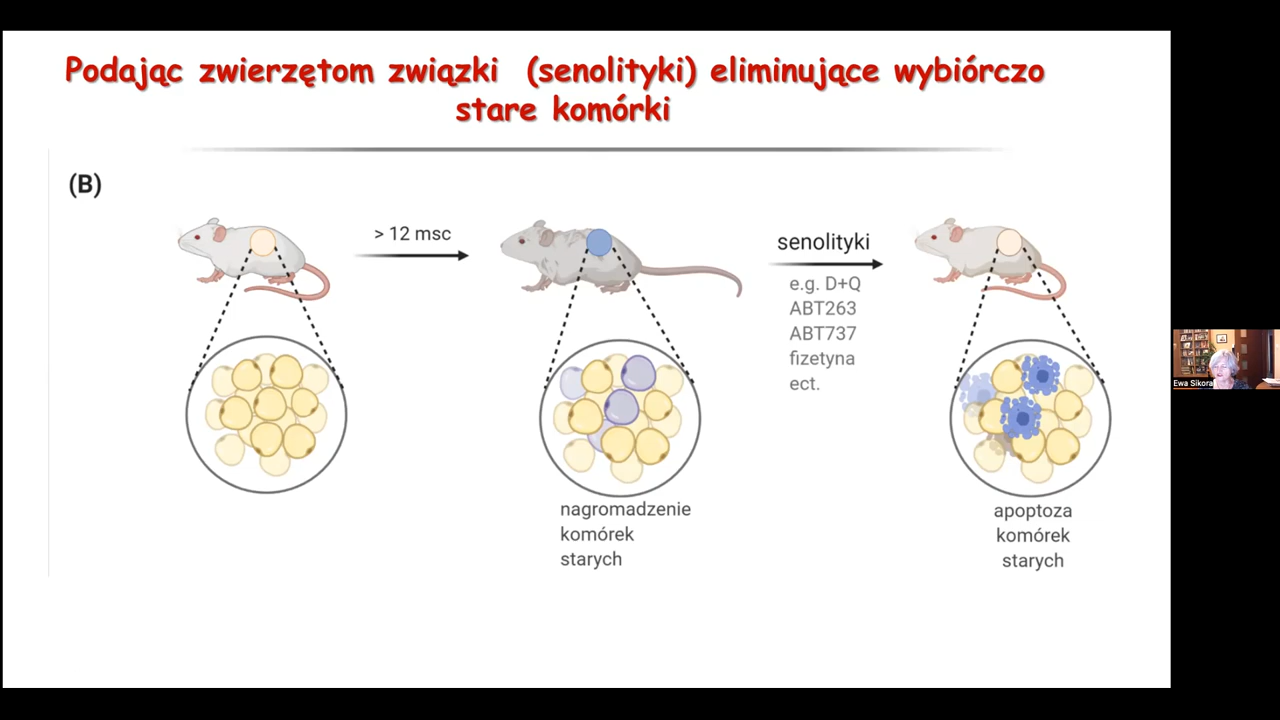 Podając zwierzętom związki (senolityki) eliminujące wybiórczo
stare komórki
(B)
> 12 msc
senolityki
e.g. D+Q
ABT263
ABT737
fizetyna
ect.
nagromadzenie
komórek
starych
apoptoza
komórek
starych
Ewa Sikora